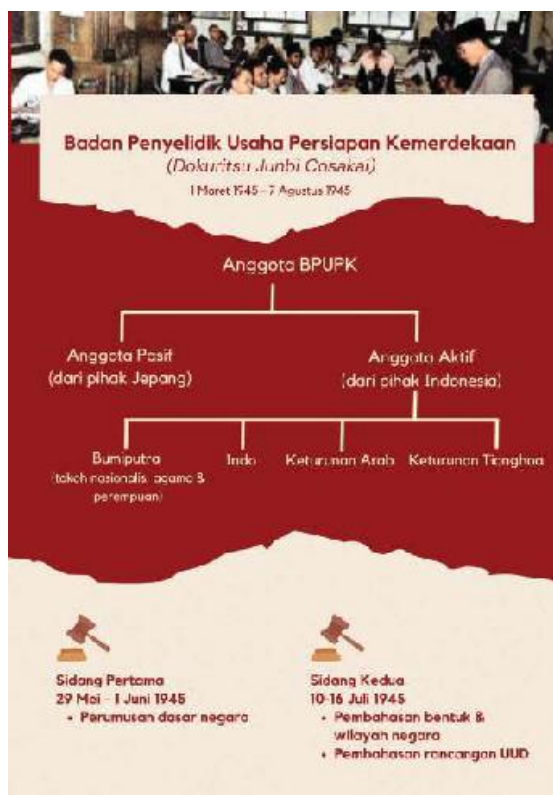 Badan Penyelidik Usaha Persiapan Kemerdekaan
(Dokuritsu Junbi Cosakai)
1 Maret 1945 - 7 Agustus 1945
Anggota BPUPK
Anggota Pasif
(dari pihak Jepang)
Anggota Aktif
(dari pihak Indonesia)
Bumiputra
(tokoh nasionalis, agama &
perempuan)
Indo
Keturunan Arab
Keturunan Tionghoa
Sidang Pertama
29 Mei - 1 Juni 1945
• Perumusan dasar negara
Sidang Kedua
10-16 Juli 1945
• Pembahasan bentuk &
wilayah negara
• Pembahasan rancangan UUD